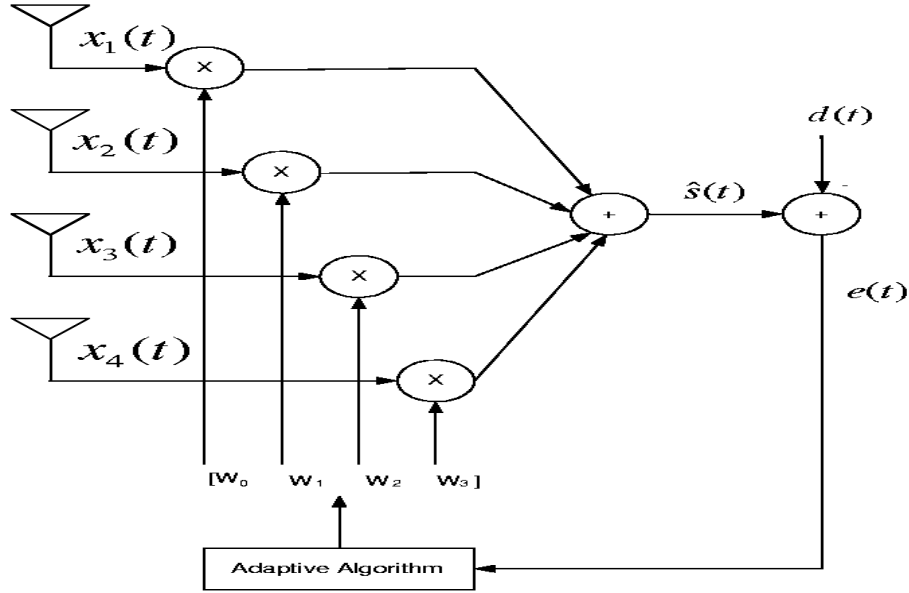 x₁(t)
×
x₂(t)
d(t)
×
-
x₃(t)
+
ŝ(t)
+
×
e(t)
x₄(t)
×
[W₀ W₁ W₂ W₃]
Adaptive Algorithm